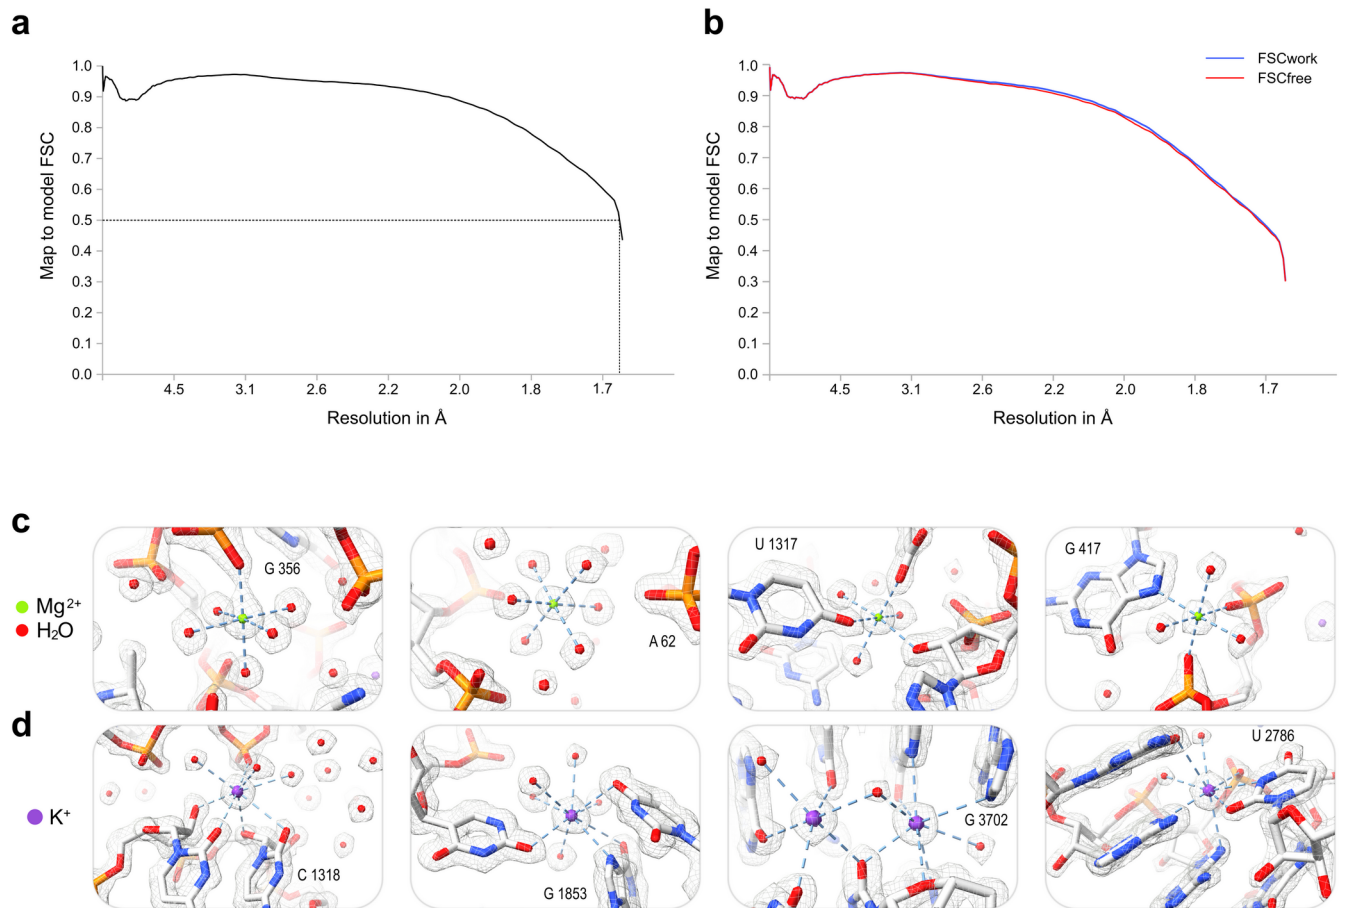 a
1.0
0.9
0.8
0.7
0.6
0.5
0.4
0.3
0.2
0.1
0.0
Map to model FSC
4.5 3.1 2.6 2.2 2.0 1.8 1.7
Resolution in Å
b
FSCwork
FSCfree
1.0
0.9
0.8
0.7
0.6
0.5
0.4
0.3
0.2
0.1
0.0
Map to model FSC
4.5 3.1 2.6 2.2 2.0 1.8 1.7
Resolution in Å
c
Mg²⁺
H₂O
G 356
A 62
U 1317
G 417
d
K⁺
C 1318
G 1853
G 3702
U 2786